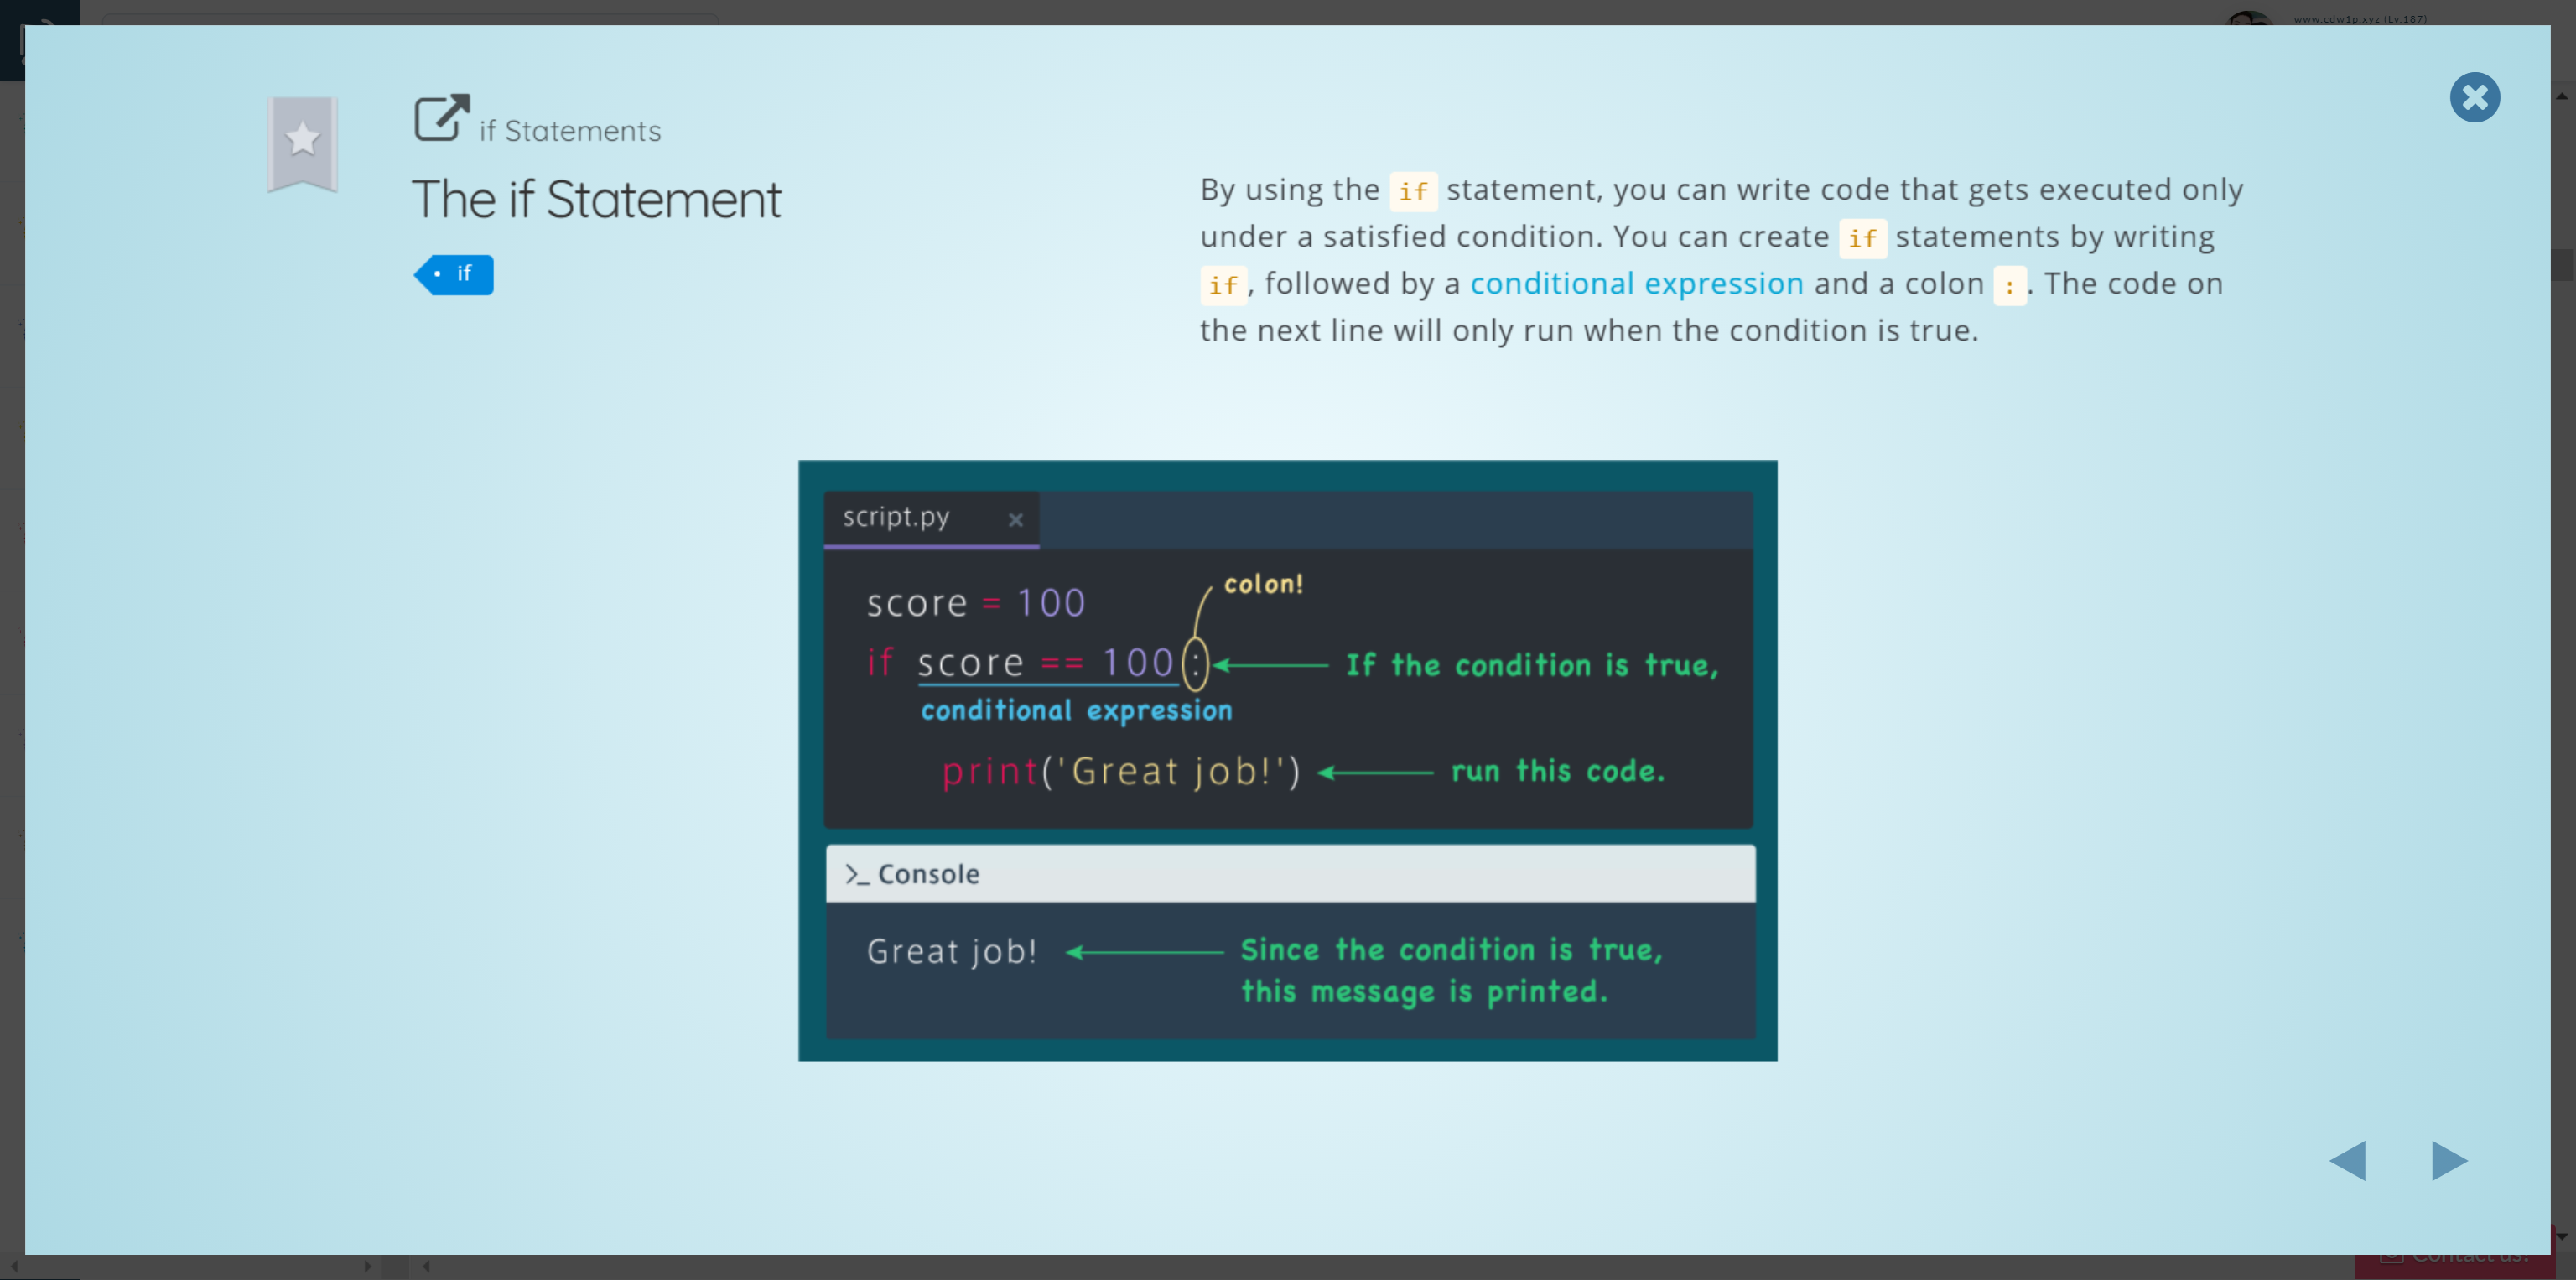 www.cdw1p.xyz (Lv.187)
if Statements
The if Statement
if
By using the if statement, you can write code that gets executed only
under a satisfied condition. You can create if statements by writing
if, followed by a conditional expression and a colon :. The code on
the next line will only run when the condition is true.
script.py
colon!
score = 100
if score == 100: If the condition is true,
conditional expression
print('Great job!') run this code.
>_ Console
Great job! Since the condition is true,
this message is printed.
Contact us!